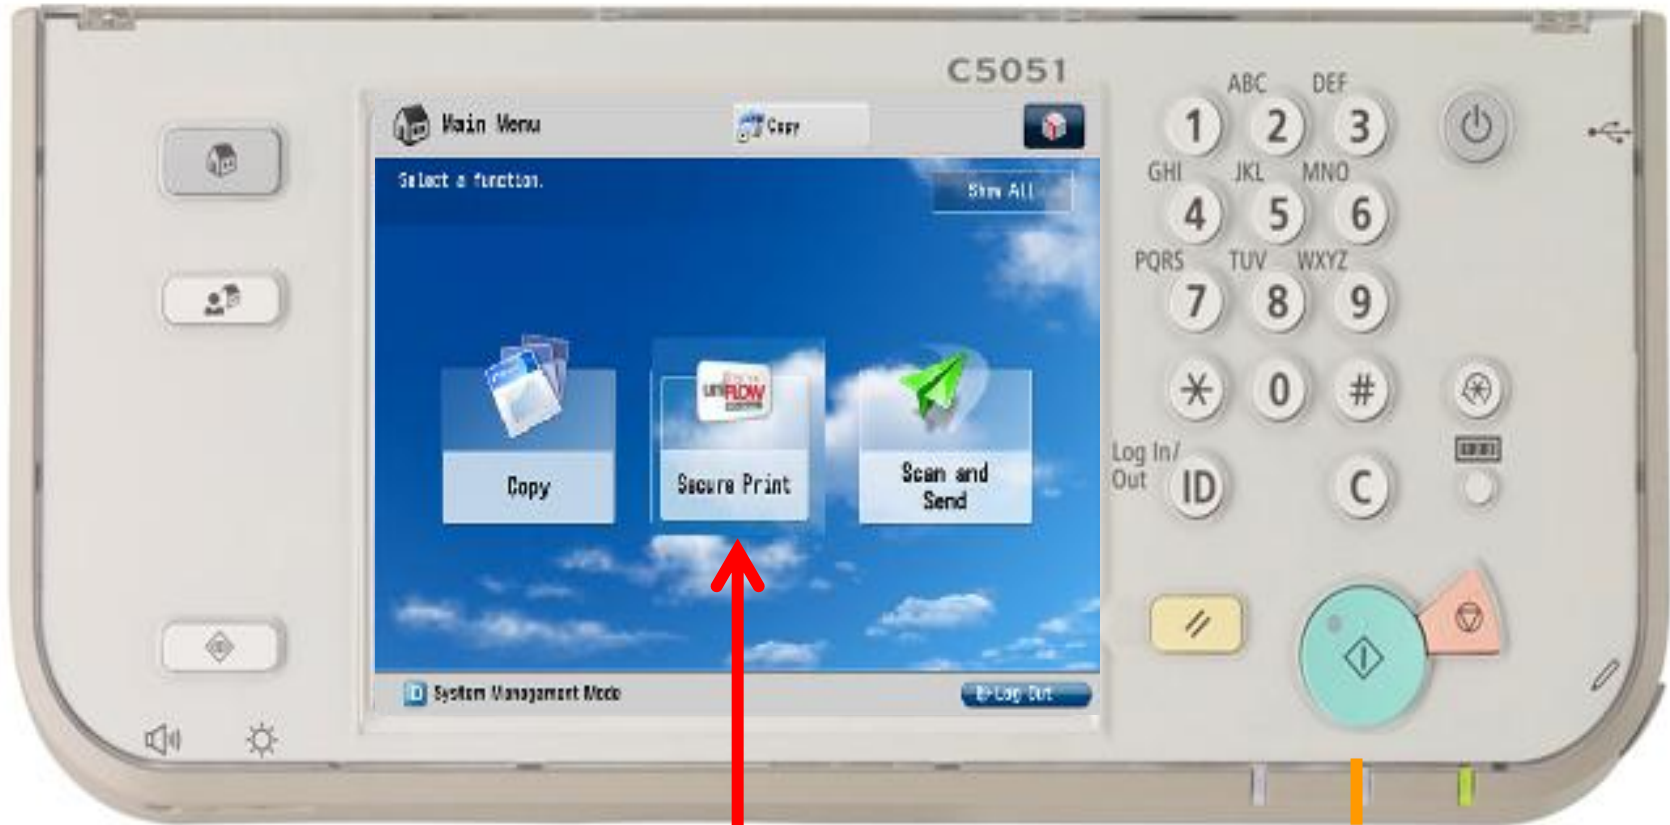 C5051
Main Menu
Copy
Select a function.
Show All
Copy
uniFLOW
Secure Print
Scan and
Send
System Management Mode
Log Out
ABC DEF
1 2 3
GHI JKL MNO
4 5 6
PQRS TUV WXYZ
7 8 9
* 0 #
Log In/
Out
ID C